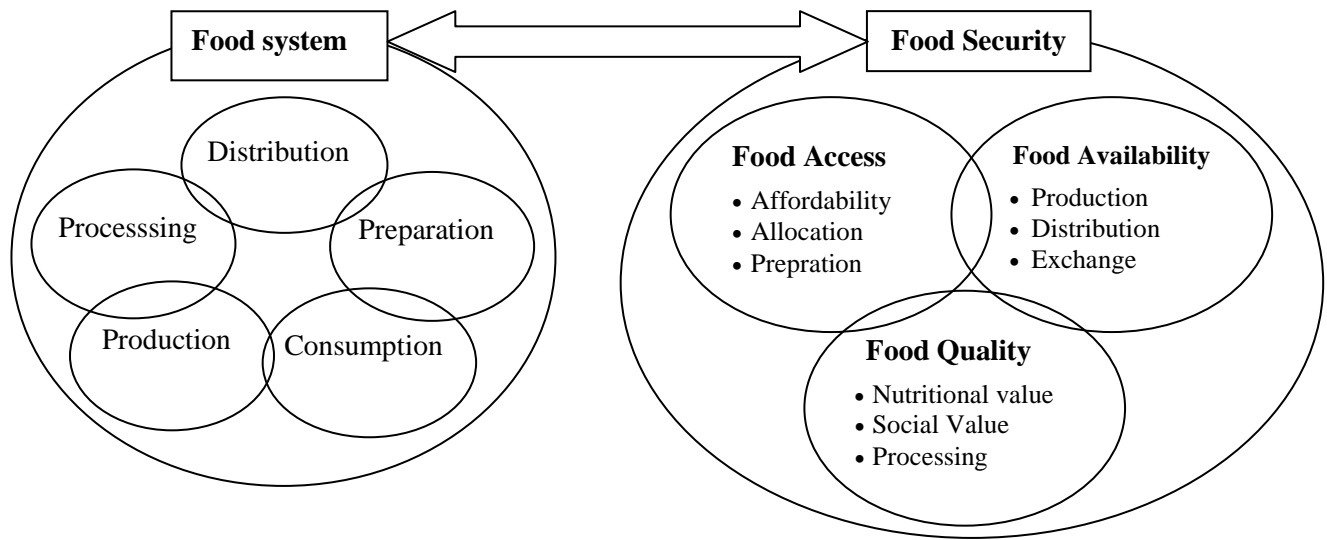 Food system
Distribution
Processsing
Preparation
Production
Consumption
Food Security
Food Access
• Affordability
• Allocation
• Prepration
Food Availability
• Production
• Distribution
• Exchange
Food Quality
• Nutritional value
• Social Value
• Processing